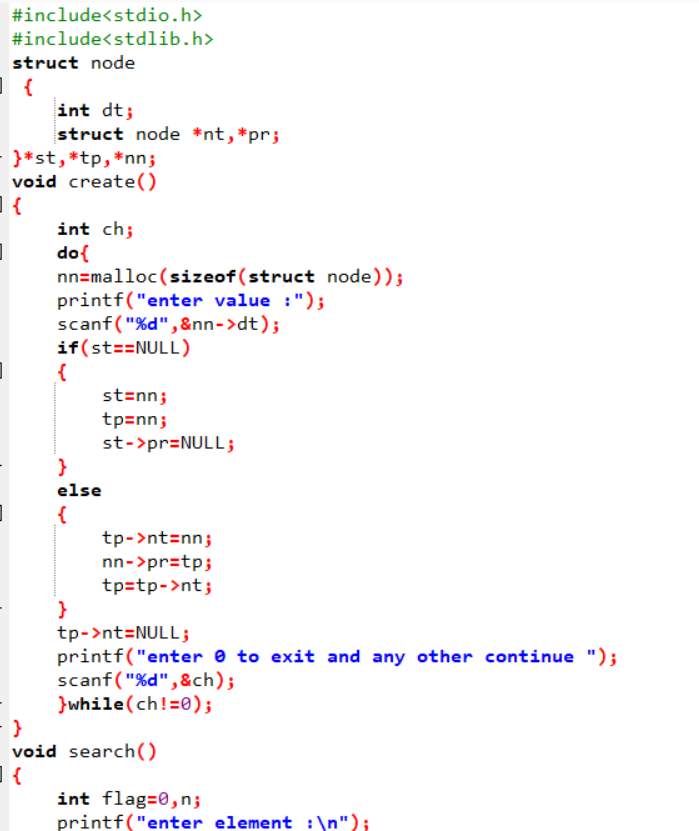 #include<stdio.h>
#include<stdlib.h>
struct node
{
int dt;
struct node *nt,*pr;
}*st,*tp,*nn;
void create()
{
int ch;
do{
nn=malloc(sizeof(struct node));
printf("enter value :");
scanf("%d",&nn->dt);
if(st==NULL)
{
st=nn;
tp=nn;
st->pr=NULL;
}
else
{
tp->nt=nn;
nn->pr=tp;
tp=tp->nt;
}
tp->nt=NULL;
printf("enter 0 to exit and any other continue ");
scanf("%d",&ch);
}while(ch!=0);
}
void search()
{
int flag=0,n;
printf("enter element :\n");